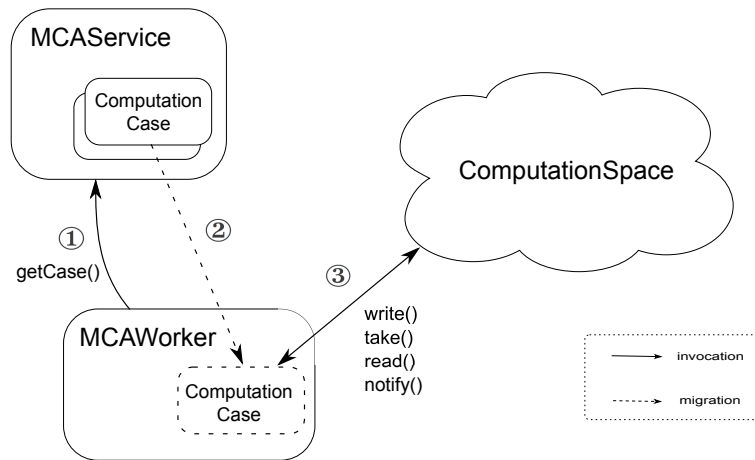 MCAService
Computation
Case
ComputationSpace
①
②
③
getCase()
write()
take()
read()
notify()
MCAWorker
Computation
Case
invocation
migration